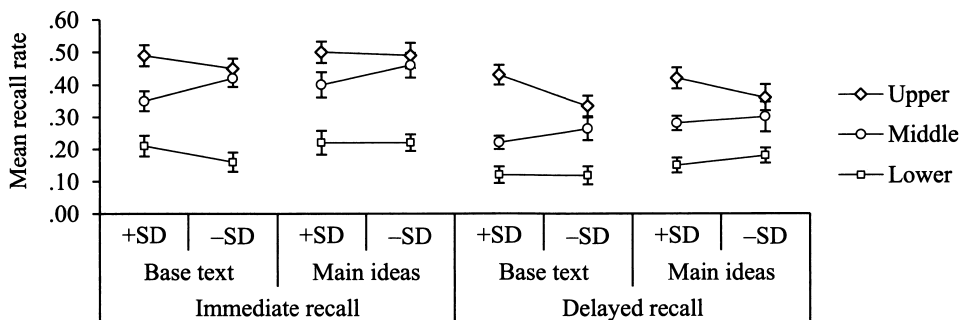 .60
.50
.40
.30
.20
.10
.00
Mean recall rate
Upper
Middle
Lower
+SD –SD +SD –SD +SD –SD +SD –SD
Base text Main ideas Base text Main ideas
Immediate recall Delayed recall